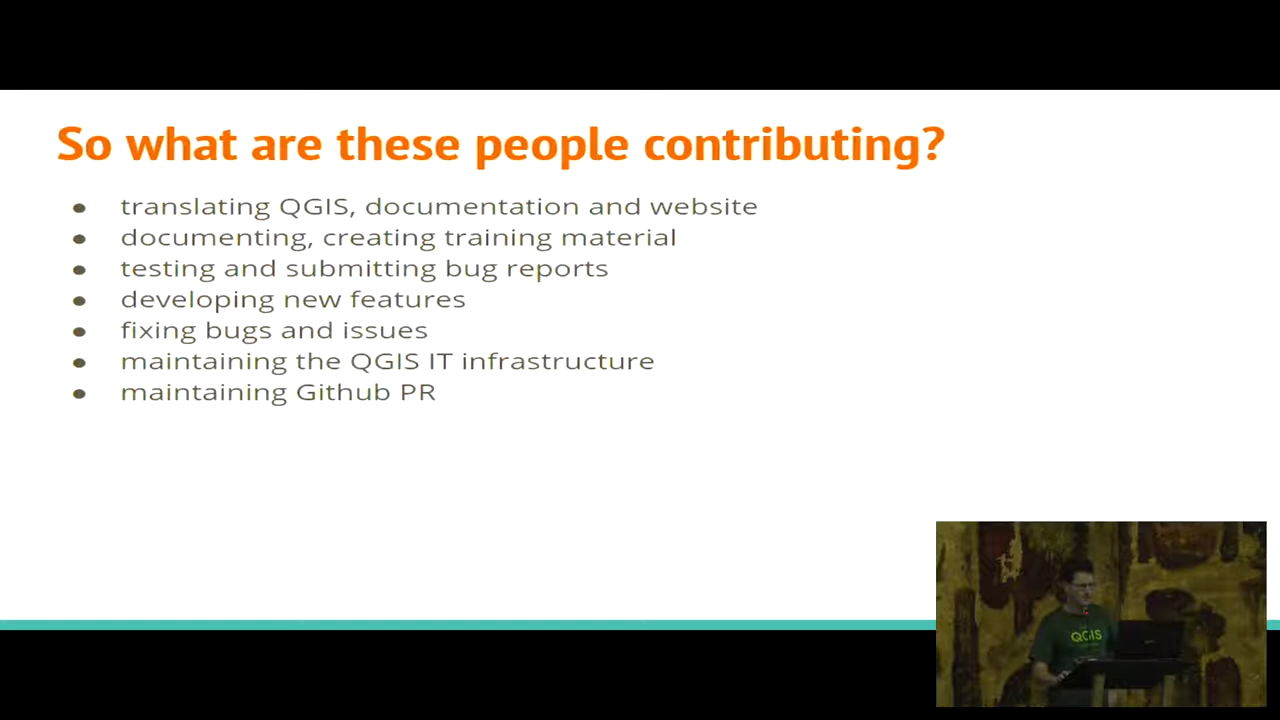 So what are these people contributing?
● translating QGIS, documentation and website
● documenting, creating training material
● testing and submitting bug reports
● developing new features
● fixing bugs and issues
● maintaining the QGIS IT infrastructure
● maintaining Github PR
QGIS